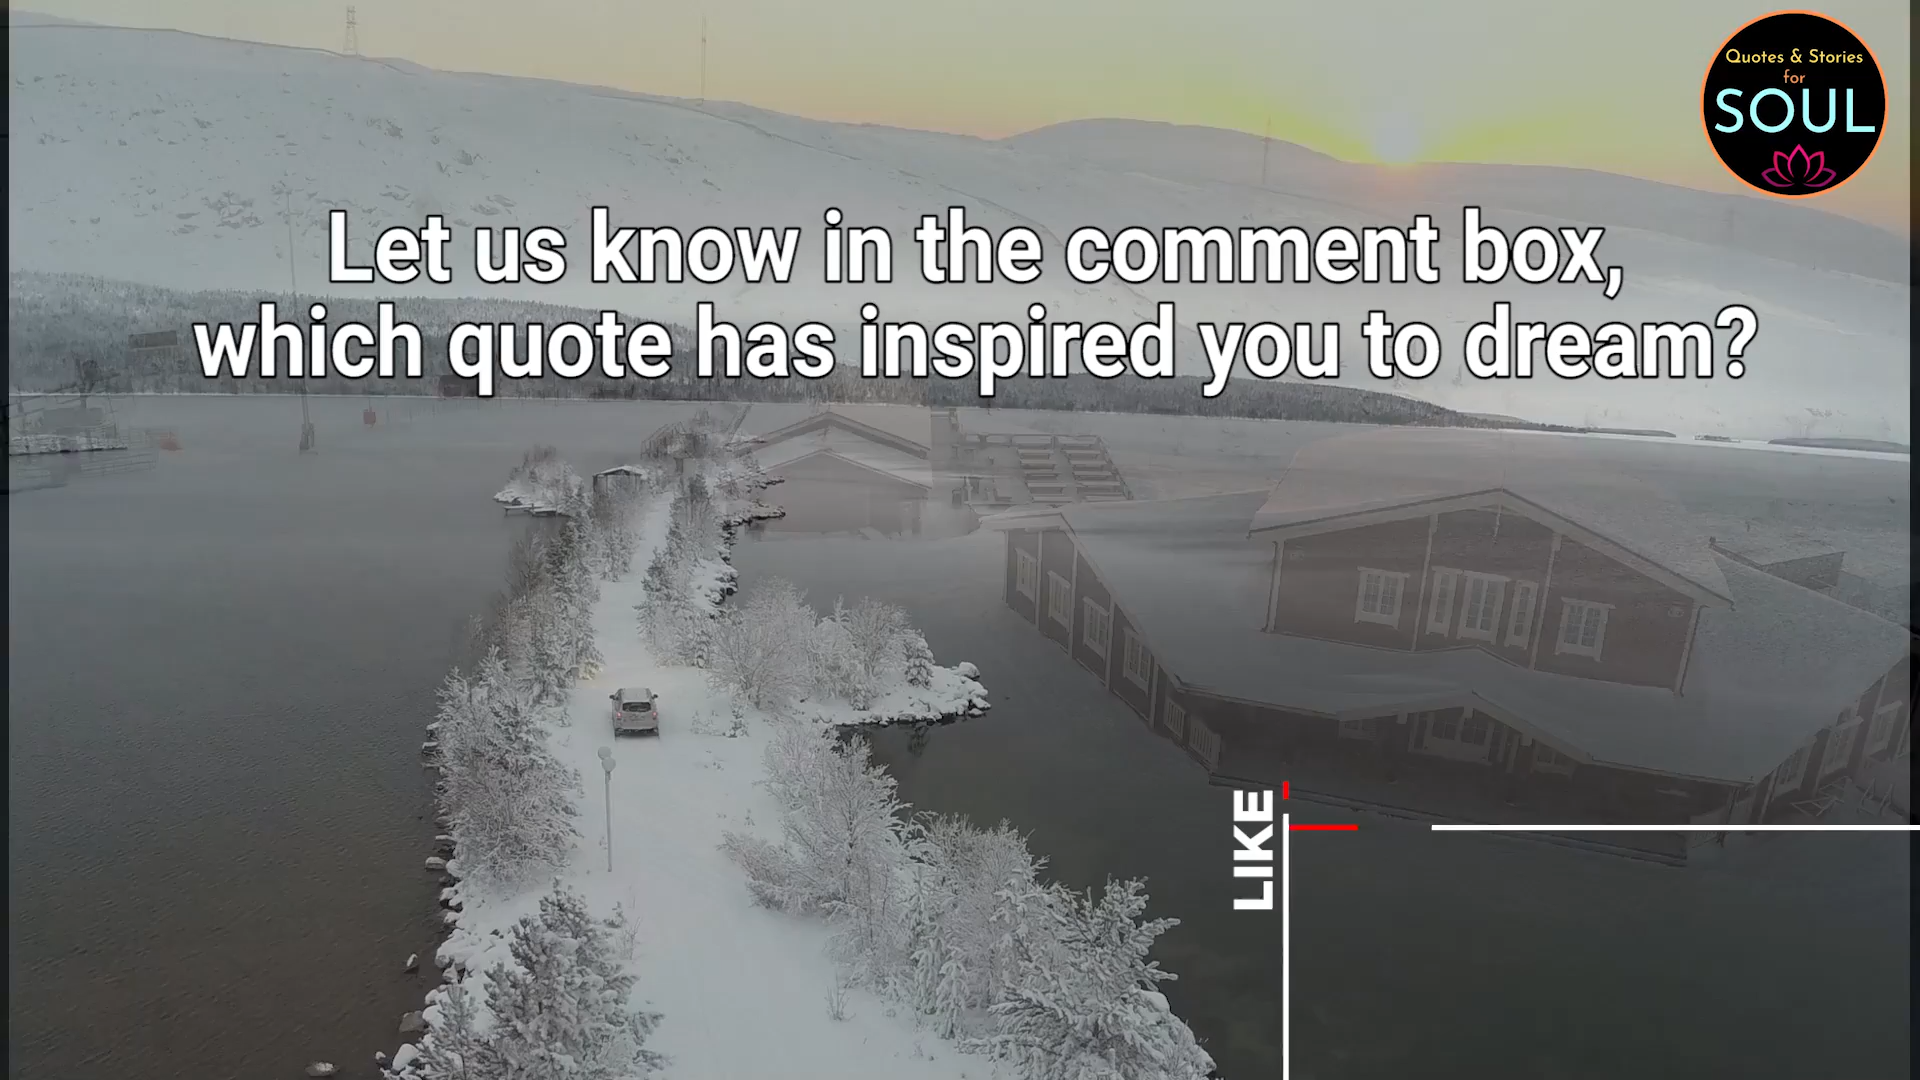 Quotes & Stories
for
SOUL
Let us know in the comment box,
which quote has inspired you to dream?
LIKE